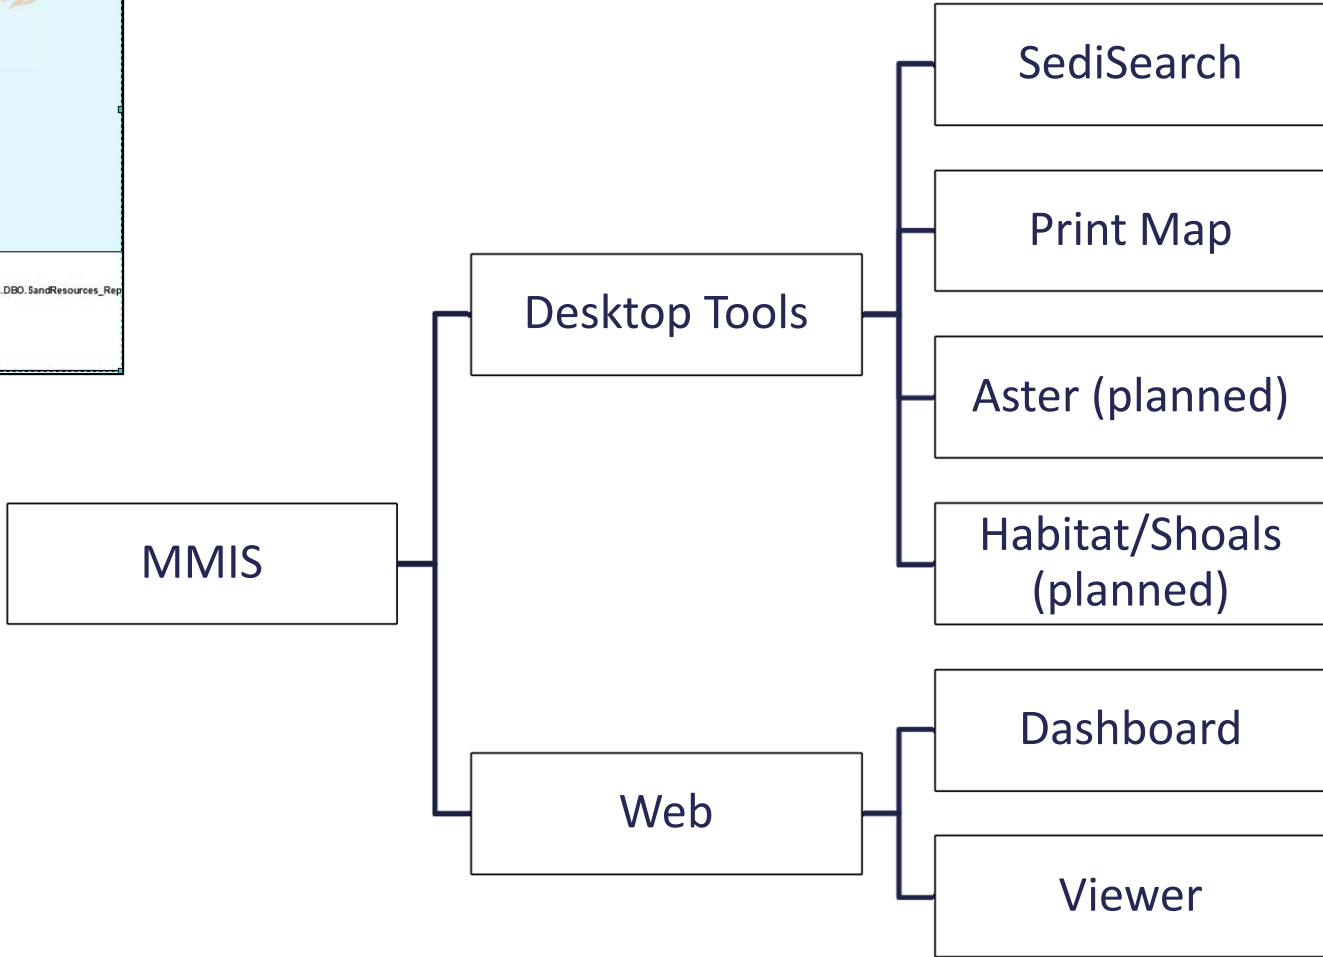 SediSearch
Print Map
.DBO.SandResources_Rep
Desktop Tools
Aster (planned)
MMIS
Habitat/Shoals
(planned)
Dashboard
Web
Viewer